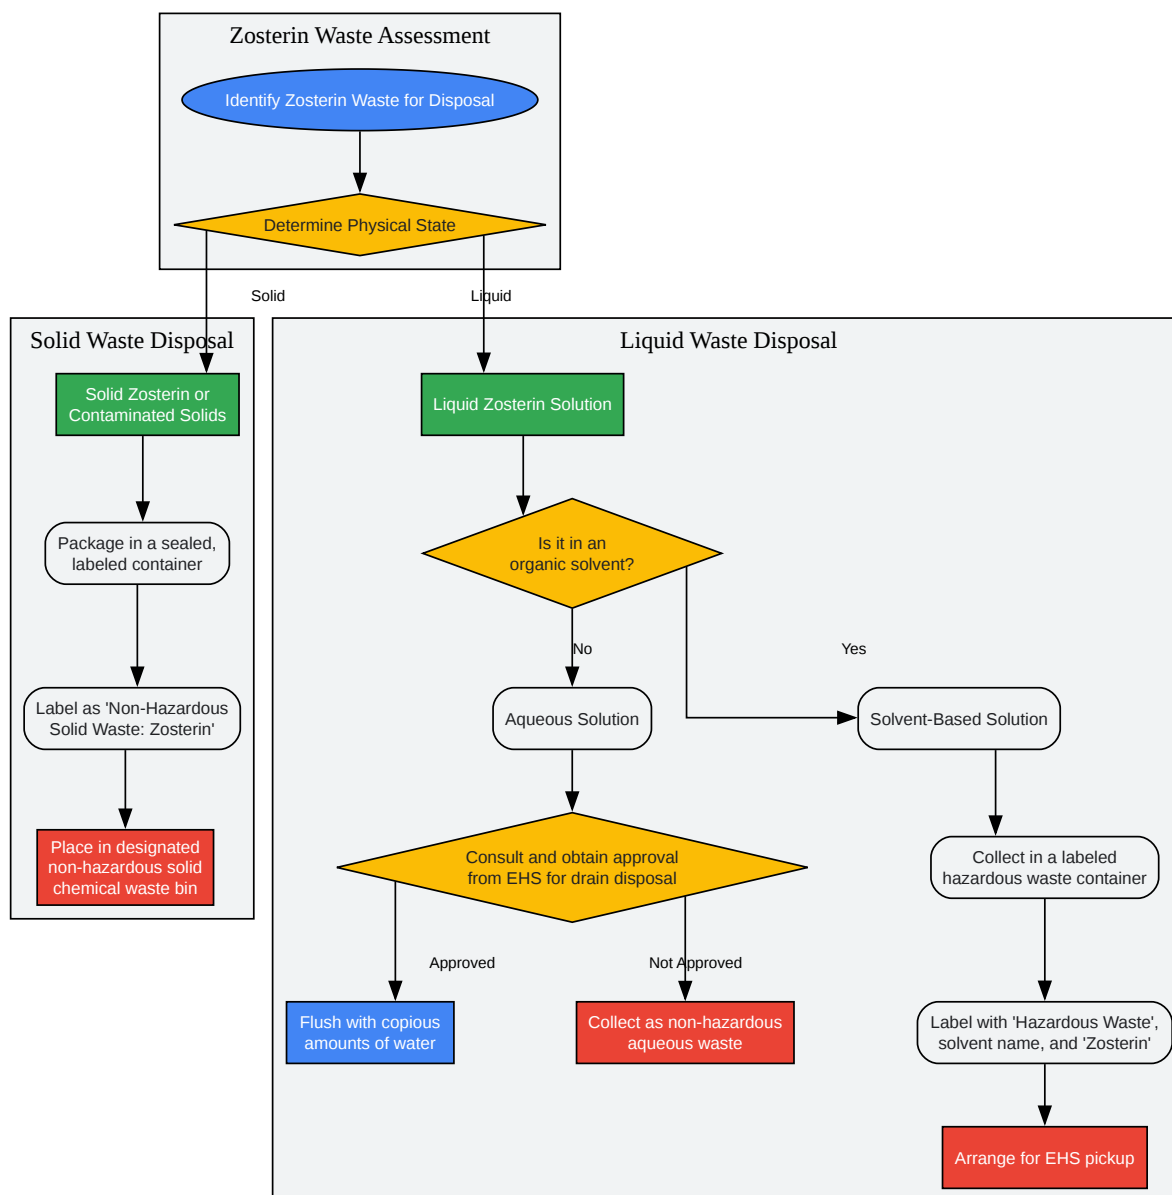 Zosterin Waste Assessment
Identify Zosterin Waste for Disposal
Determine Physical State
Solid
Liquid
Solid Waste Disposal
Solid Zosterin or
Contaminated Solids
Package in a sealed,
labeled container
Label as 'Non-Hazardous
Solid Waste: Zosterin'
Place in designated
non-hazardous solid
chemical waste bin
Liquid Waste Disposal
Liquid Zosterin Solution
Is it in an
organic solvent?
No
Yes
Aqueous Solution
Solvent-Based Solution
Consult and obtain approval
from EHS for drain disposal
Collect in a labeled
hazardous waste container
Approved
Not Approved
Flush with copious
amounts of water
Collect as non-hazardous
aqueous waste
Label with 'Hazardous Waste',
solvent name, and 'Zosterin'
Arrange for EHS pickup